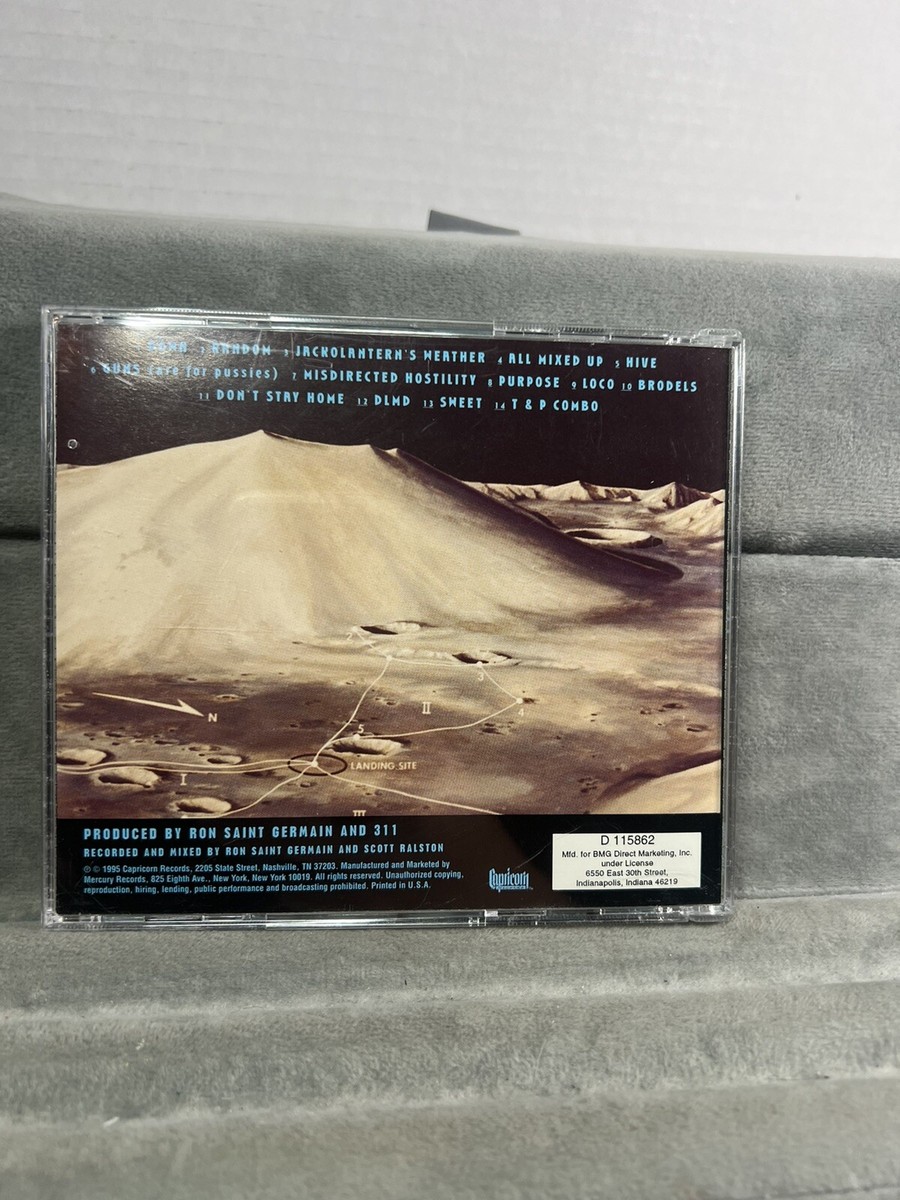 2 RANDOM 3 JACKOLANTERN'S WEATHER 4 ALL MIXED UP 5 HIVE
6 GUNS (are for pussies) 7 MISDIRECTED HOSTILITY 8 PURPOSE 9 LOCO 10 BRODELS
11 DON'T STAY HOME 12 DLMD 13 SWEET 14 T & P COMBO
2
3
II
4
N
5
LANDING SITE
I
III
PRODUCED BY RON SAINT GERMAIN AND 311
RECORDED AND MIXED BY RON SAINT GERMAIN AND SCOTT RALSTON
℗ © 1995 Capricorn Records, 2205 State Street, Nashville, TN 37203. Manufactured and Marketed by
Mercury Records, 825 Eighth Ave., New York, New York 10019. All rights reserved. Unauthorized copying,
reproduction, hiring, lending, public performance and broadcasting prohibited. Printed in U.S.A.
Capricorn
D 115862
Mfd. for BMG Direct Marketing, Inc.
under License
6550 East 30th Street,
Indianapolis, Indiana 46219